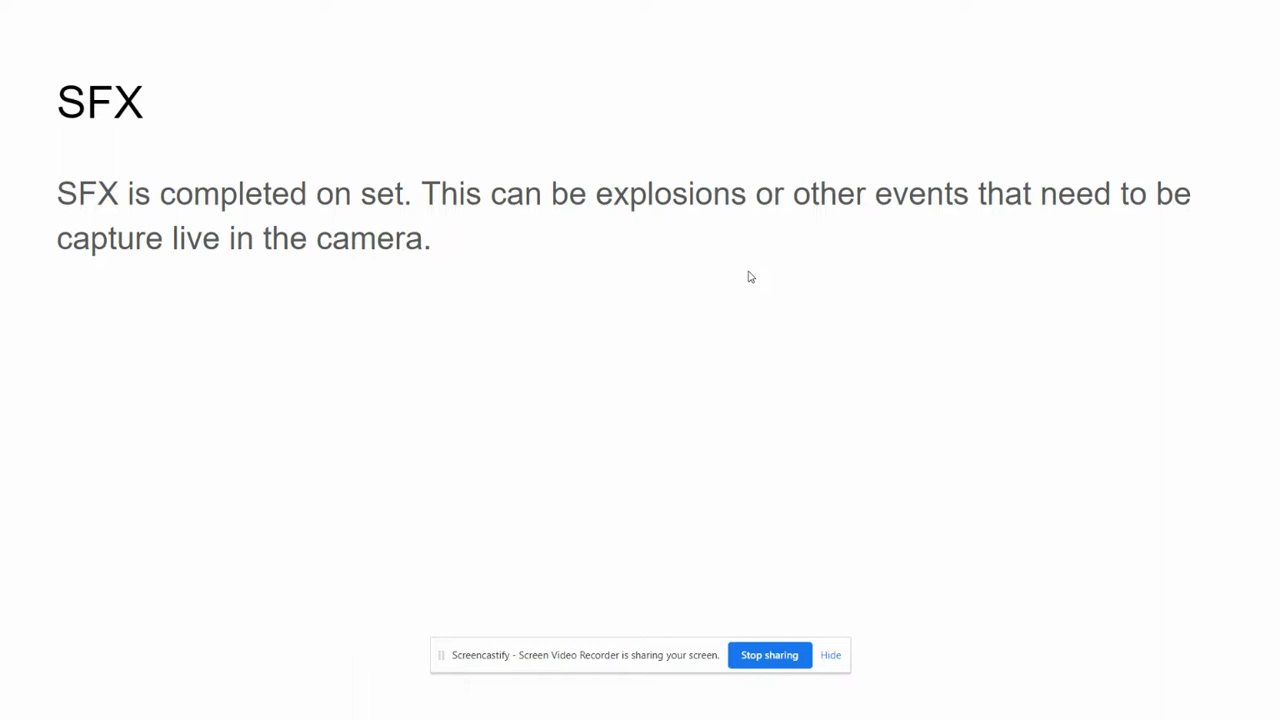 SFX
SFX is completed on set. This can be explosions or other events that need to be
capture live in the camera.
Screencastify - Screen Video Recorder is sharing your screen. Stop sharing Hide